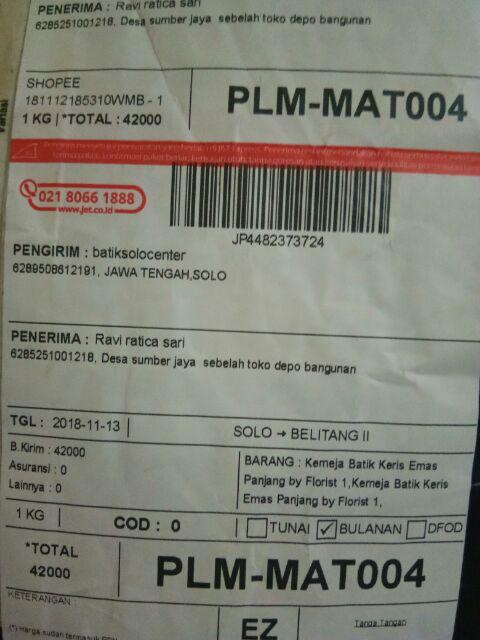 PENERIMA : Ravi ratica sari
6285251001218, Desa sumber jaya sebelah toko depo bangunan
SHOPEE
181112185310WMB - 1
1 KG | *TOTAL : 42000
PLM-MAT004
021 8066 1888
www.jet.co.id
JP4482373724
PENGIRIM : batiksolocenter
6289508612191, JAWA TENGAH,SOLO
PENERIMA : Ravi ratica sari
6285251001218, Desa sumber jaya sebelah toko depo bangunan
TGL : 2018-11-13
SOLO → BELITANG II
B.Kirim : 42000
Asuransi : 0
Lainnya : 0
BARANG : Kemeja Batik Keris Emas
Panjang by Florist 1,Kemeja Batik Keris
Emas Panjang by Florist 1,
1 KG
COD : 0
TUNAI
BULANAN
DFOD
*TOTAL
42000
PLM-MAT004
KETERANGAN :
EZ
Tanda Tangan
(*) Harga sudah termasuk